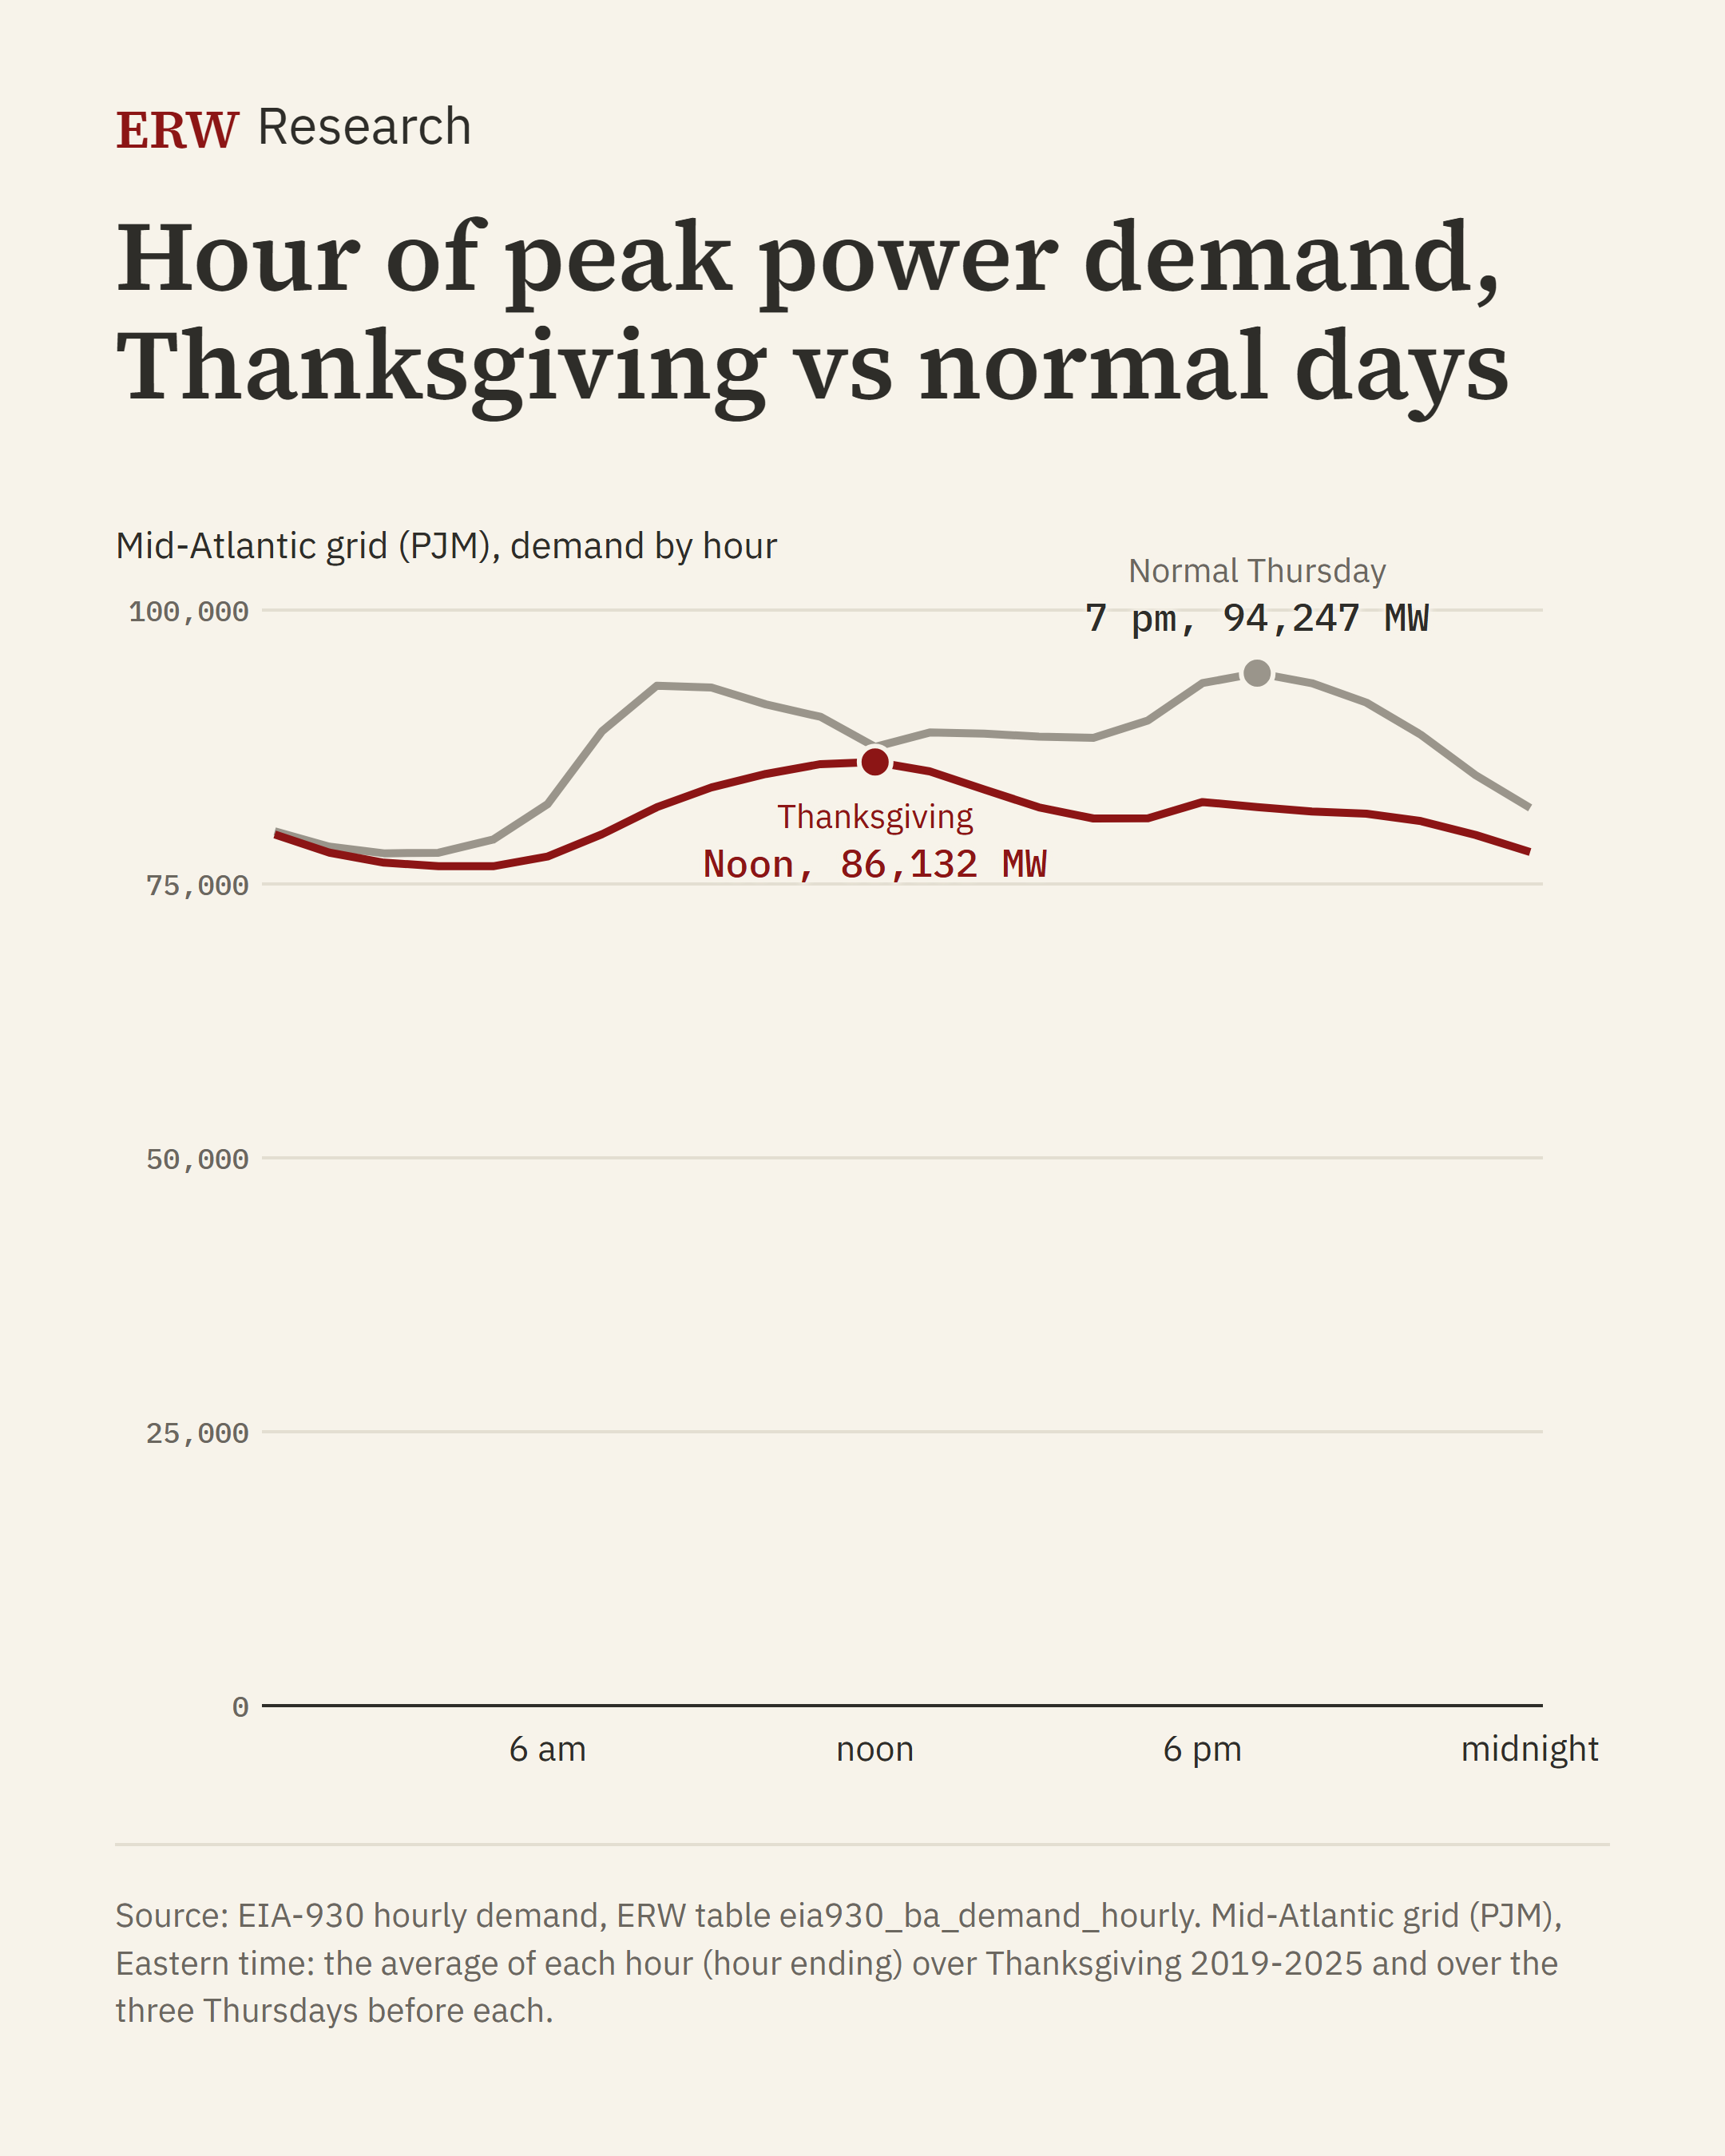 ERW Research
Hour of peak power demand,
Thanksgiving vs normal days
Mid-Atlantic grid (PJM), demand by hour
Normal Thursday
100,000
7 pm, 94,247 MW
Thanksgiving
Noon, 86,132 MW
75,000
50,000
25,000
0
6 am noon 6 pm midnight
Source: EIA-930 hourly demand, ERW table eia930_ba_demand_hourly. Mid-Atlantic grid (PJM),
Eastern time: the average of each hour (hour ending) over Thanksgiving 2019-2025 and over the
three Thursdays before each.